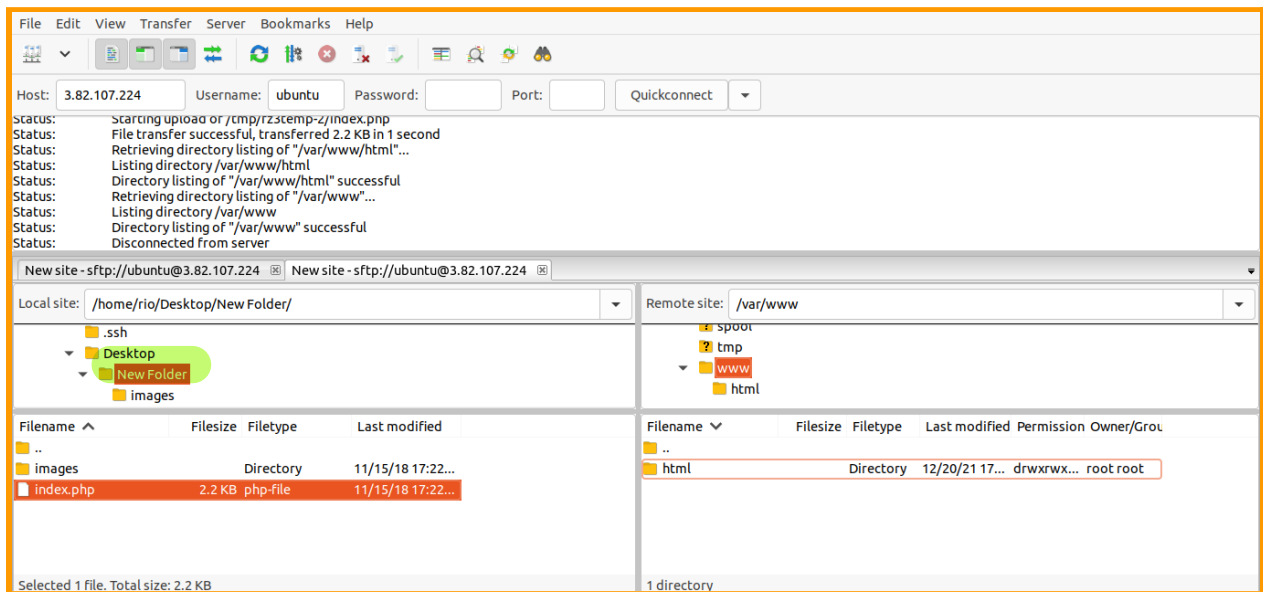 File Edit View Transfer Server Bookmarks Help
Host: 3.82.107.224 Username: ubuntu Password: Port: Quickconnect
Status: Starting upload of /tmp/fz3temp-2/index.php
Status: File transfer successful, transferred 2.2 KB in 1 second
Status: Retrieving directory listing of "/var/www/html"...
Status: Listing directory /var/www/html
Status: Directory listing of "/var/www/html" successful
Status: Retrieving directory listing of "/var/www"...
Status: Listing directory /var/www
Status: Directory listing of "/var/www" successful
Status: Disconnected from server
New site - sftp://ubuntu@3.82.107.224 New site - sftp://ubuntu@3.82.107.224
Local site: /home/rio/Desktop/New Folder/
.ssh
Desktop
New Folder
images
Filename Filesize Filetype Last modified
..
images Directory 11/15/18 17:22...
index.php 2.2 KB php-file 11/15/18 17:22...
Selected 1 file. Total size: 2.2 KB
Remote site: /var/www
? spool
? tmp
www
html
Filename Filesize Filetype Last modified Permission Owner/Grou
..
html Directory 12/20/21 17... drwxrwx... root root
1 directory